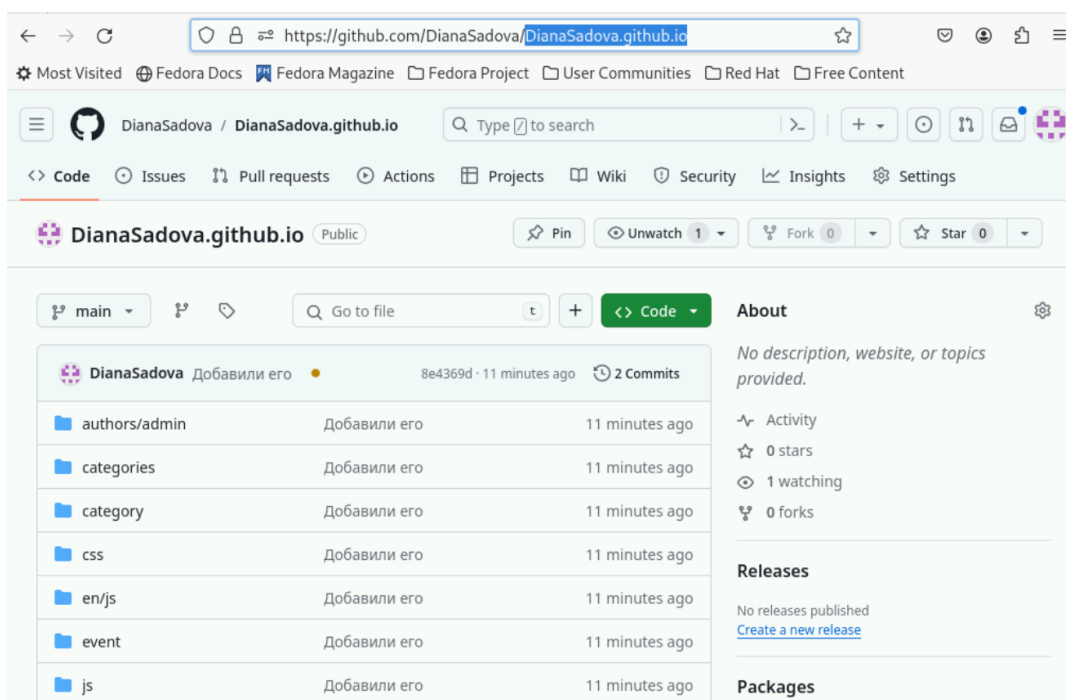 https://github.com/DianaSadova/DianaSadova.github.io
Most Visited Fedora Docs Fedora Magazine Fedora Project User Communities Red Hat Free Content
DianaSadova / DianaSadova.github.io Type / to search
Code Issues Pull requests Actions Projects Wiki Security Insights Settings
DianaSadova.github.io Public Pin Unwatch 1 Fork 0 Star 0
main Go to file t + Code
DianaSadova Добавили его 8e4369d · 11 minutes ago 2 Commits
authors/admin Добавили его 11 minutes ago
categories Добавили его 11 minutes ago
category Добавили его 11 minutes ago
css Добавили его 11 minutes ago
en/js Добавили его 11 minutes ago
event Добавили его 11 minutes ago
js Добавили его 11 minutes ago
About
No description, website, or topics
provided.
Activity
0 stars
1 watching
0 forks
Releases
No releases published
Create a new release
Packages